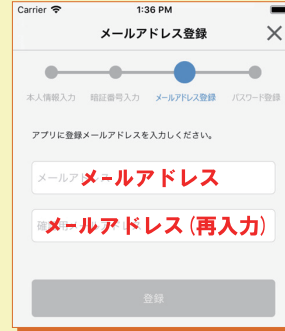 Carrier 1:36 PM
メールアドレス登録
本人情報入力 暗証番号入力 メールアドレス登録 パスワード登録
アプリに登録メールアドレスを入力しください。
メールアドレス
メールアドレス(再入力)
登録